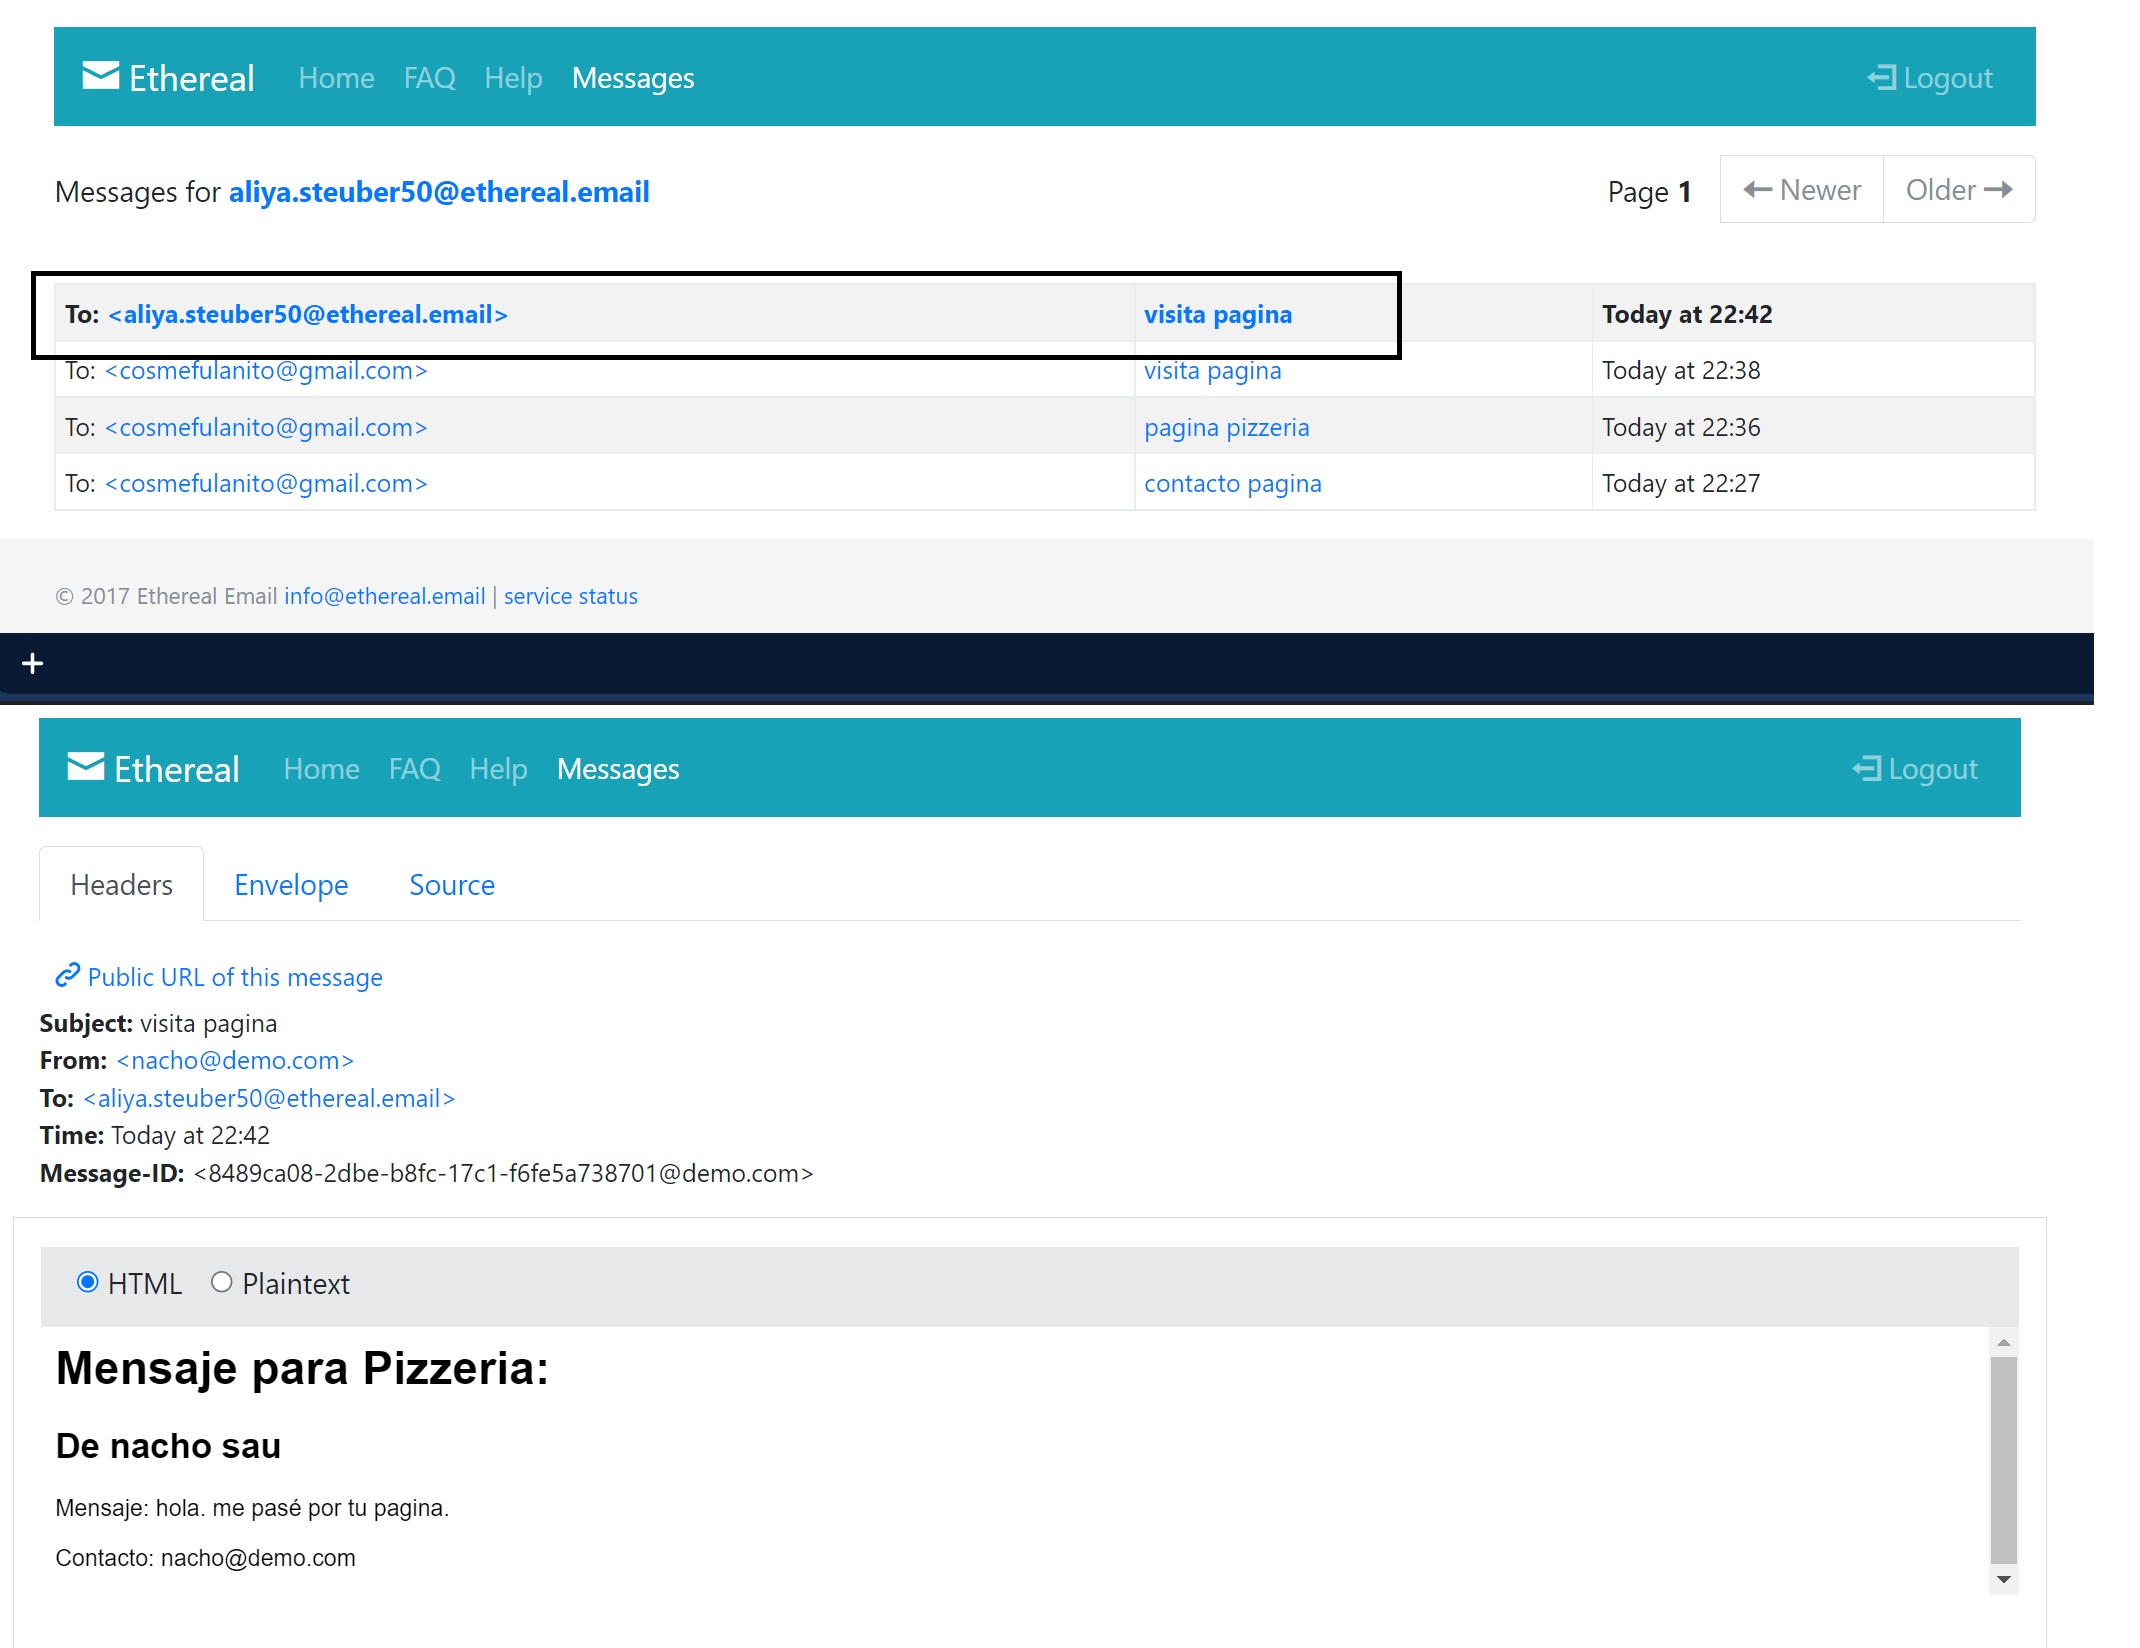 Ethereal Home FAQ Help Messages Logout
Messages for aliya.steuber50@ethereal.email Page 1 Newer Older
To: <aliya.steuber50@ethereal.email> visita pagina Today at 22:42
To: <cosmefulanito@gmail.com> visita pagina Today at 22:38
To: <cosmefulanito@gmail.com> pagina pizzeria Today at 22:36
To: <cosmefulanito@gmail.com> contacto pagina Today at 22:27
© 2017 Ethereal Email info@ethereal.email | service status
Ethereal Home FAQ Help Messages Logout
Headers Envelope Source
Public URL of this message
Subject: visita pagina
From: <nacho@demo.com>
To: <aliya.steuber50@ethereal.email>
Time: Today at 22:42
Message-ID: <8489ca08-2dbe-b8fc-17c1-f6fe5a738701@demo.com>
HTML Plaintext
Mensaje para Pizzeria:
De nacho sau
Mensaje: hola. me pasé por tu pagina.
Contacto: nacho@demo.com